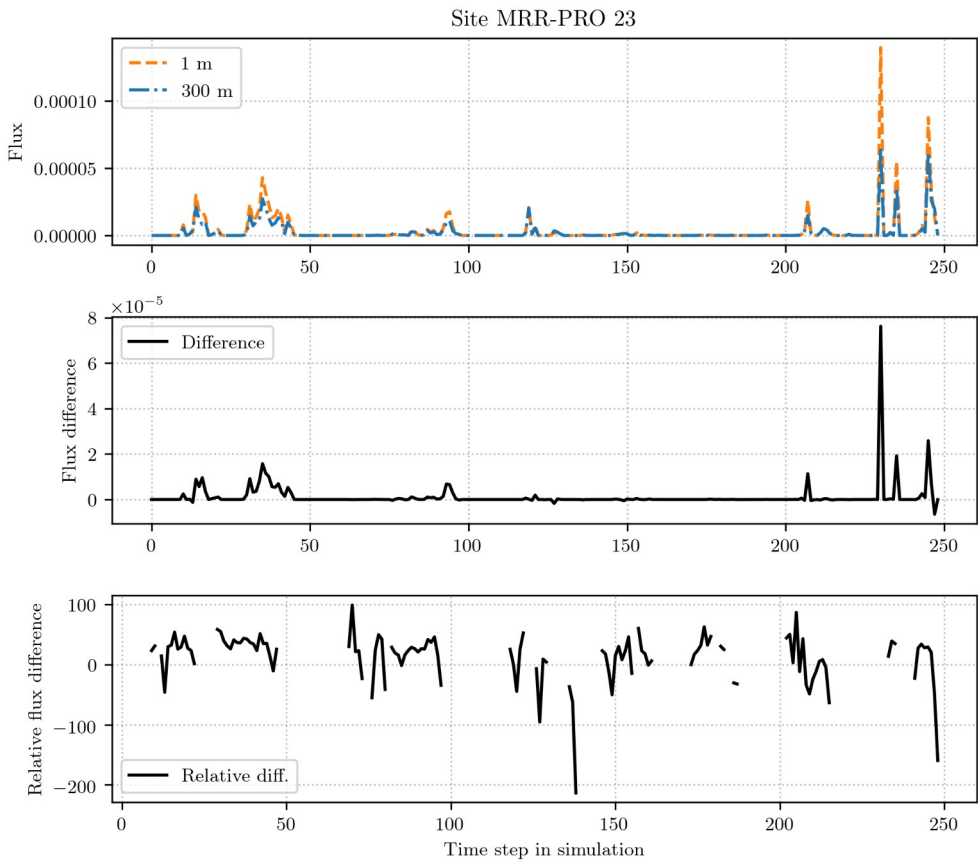 Site MRR-PRO 23
1 m
300 m
Flux
0.00010
0.00005
0.00000
0 50 100 150 200 250
×10⁻⁵
Difference
Flux difference
8
6
4
2
0
0 50 100 150 200 250
Relative flux difference
100
0
−100
−200
Relative diff.
0 50 100 150 200 250
Time step in simulation